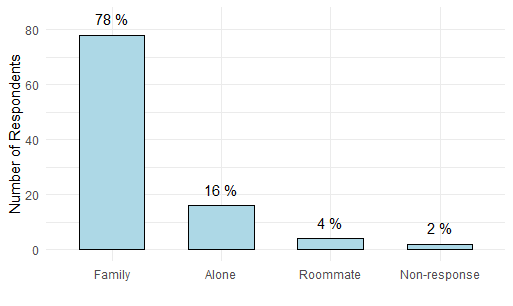 78 %
80
60
40
20
0
Number of Respondents
16 %
4 %
2 %
Family
Alone
Roommate
Non-response